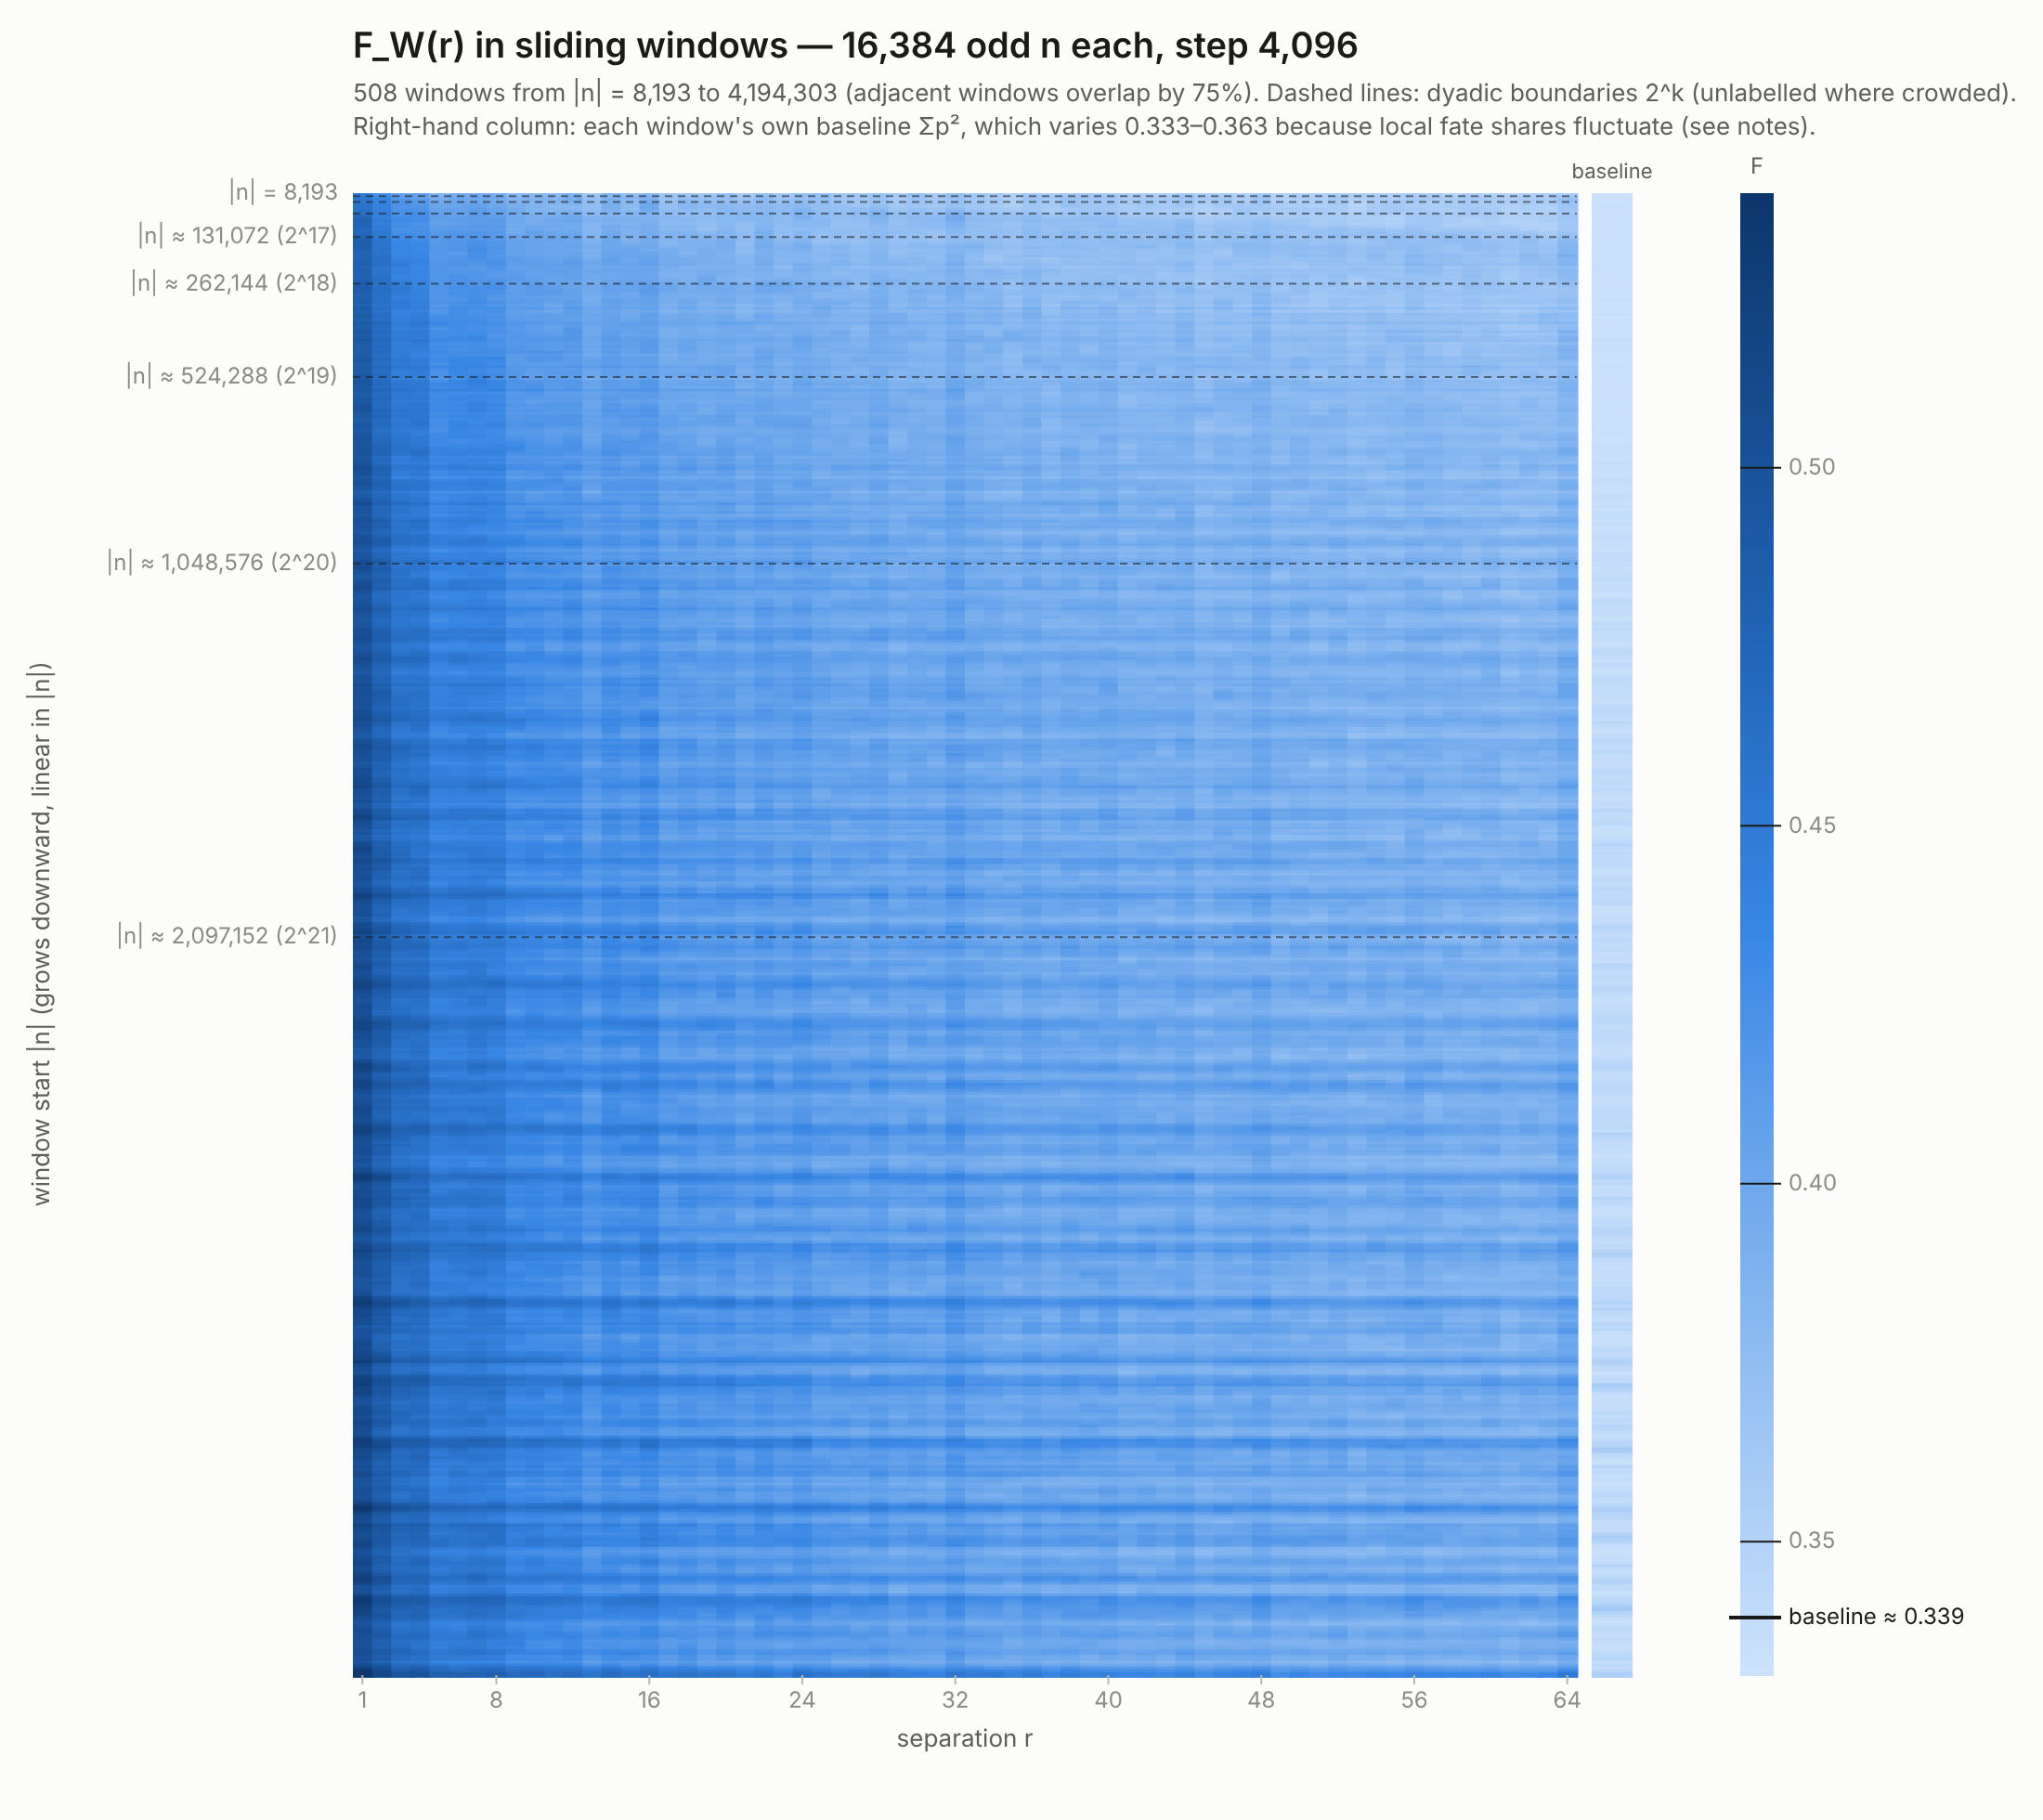 F_W(r) in sliding windows — 16,384 odd n each, step 4,096
508 windows from |n| = 8,193 to 4,194,303 (adjacent windows overlap by 75%). Dashed lines: dyadic boundaries 2^k (unlabelled where crowded).
Right-hand column: each window's own baseline Σp², which varies 0.333–0.363 because local fate shares fluctuate (see notes).
baseline
F
|n| = 8,193
|n| ≈ 131,072 (2^17)
|n| ≈ 262,144 (2^18)
|n| ≈ 524,288 (2^19)
|n| ≈ 1,048,576 (2^20)
|n| ≈ 2,097,152 (2^21)
window start |n| (grows downward, linear in |n|)
0.50
0.45
0.40
0.35
baseline ≈ 0.339
1 8 16 24 32 40 48 56 64
separation r